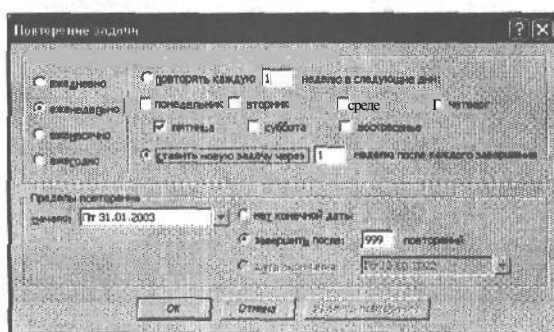 Повторение задачи
ежедневно
еженедельно
ежемесячно
ежегодно
Повторять каждую 1 неделю в следующие дни:
понедельник вторник среде четверг
пятница суббота воскресенье
ставить новую задачу через 1 неделю после каждого завершения
Пределы повторения
Начало: Пт 31.01.2003
нет конечной даты
завершить после: 999 повторений
дата окончания:
OK Отмена